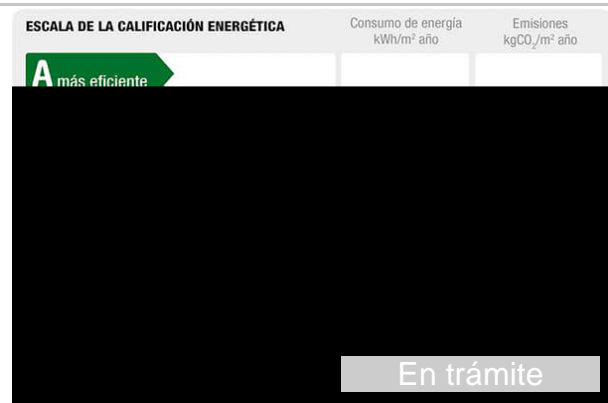 ESCALA DE LA CALIFICACIÓN ENERGÉTICA
Consumo de energía
kWh/m² año
Emisiones
kgCO₂/m² año
A más eficiente
En trámite